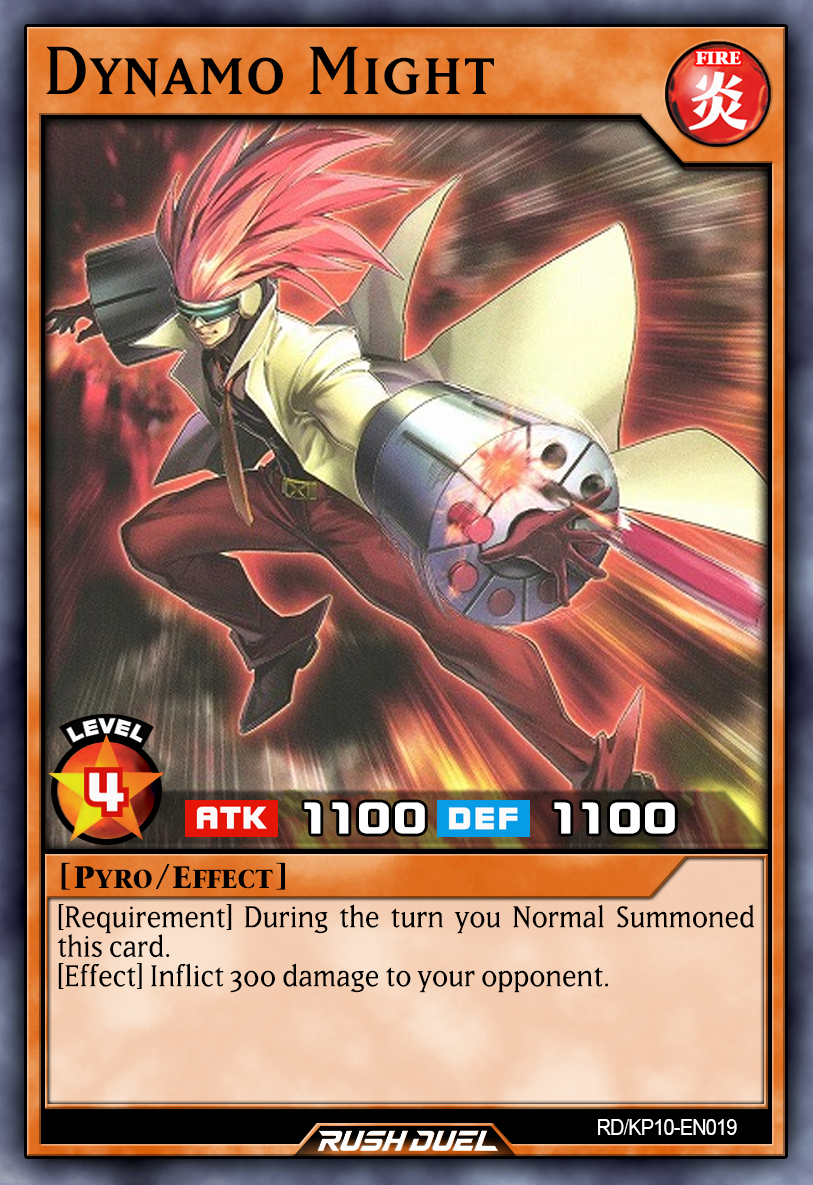 Dynamo Might
FIRE
炎
LEVEL
4
ATK 1100 DEF 1100
[Pyro/Effect]
[Requirement] During the turn you Normal Summoned
this card.
[Effect] Inflict 300 damage to your opponent.
RD/KP10-EN019
RUSH DUEL